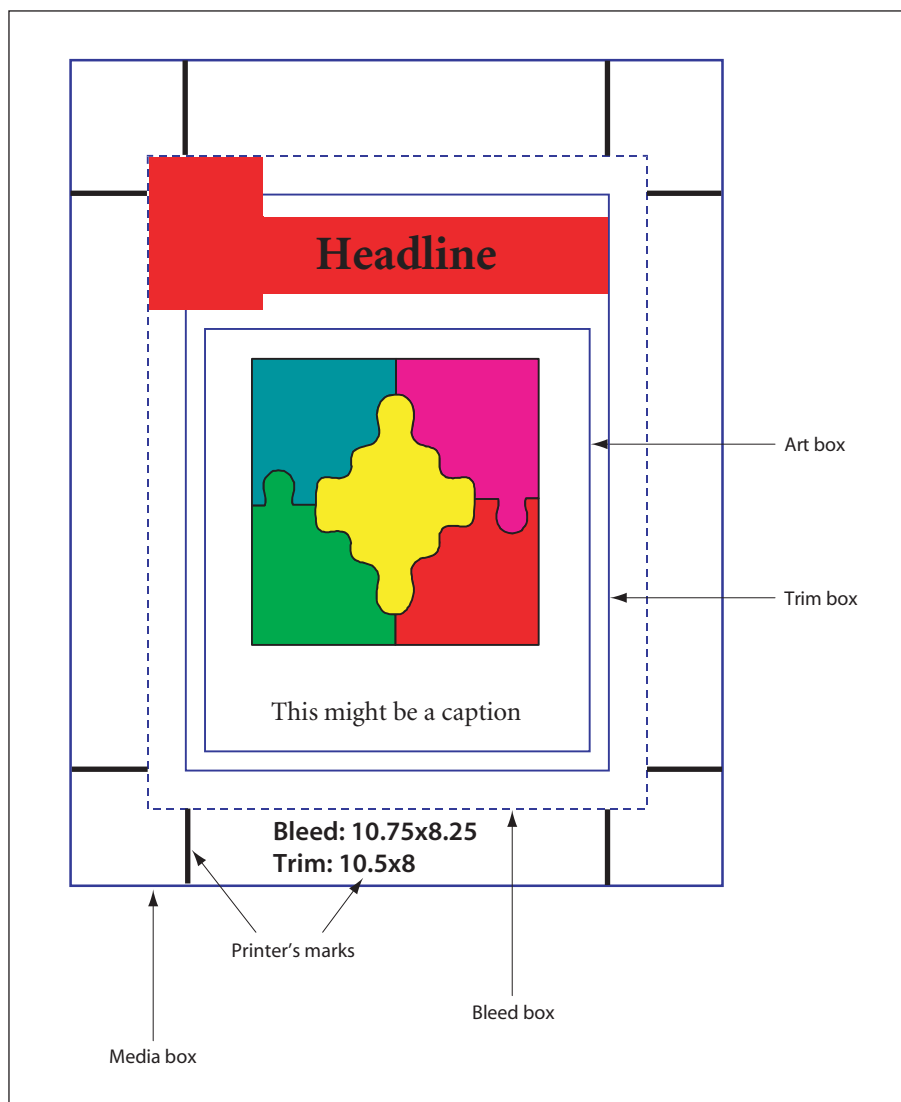 Headline
Art box
Trim box
This might be a caption
Bleed: 10.75x8.25
Trim: 10.5x8
Printer’s marks
Bleed box
Media box